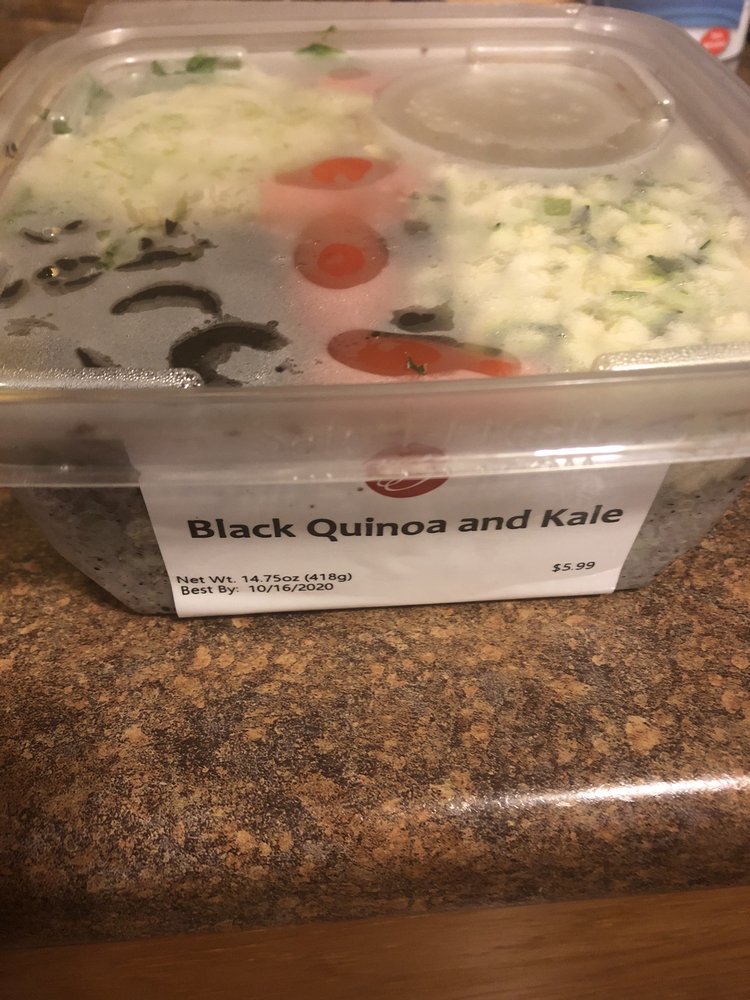 Black Quinoa and Kale
Net Wt. 14.75oz (418g)
$5.99
Best By: 10/16/2020